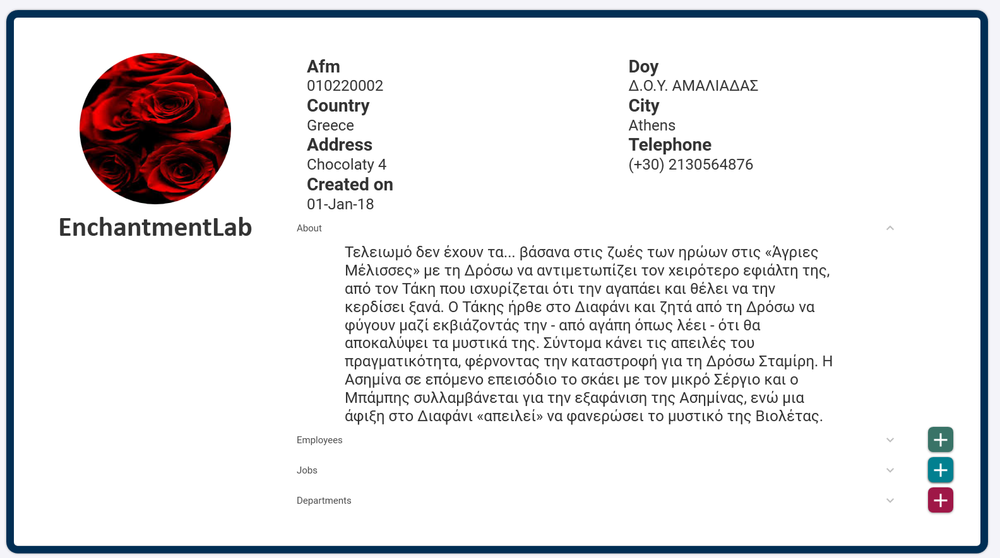 EnchantmentLab
Afm
010220002
Country
Greece
Address
Chocolaty 4
Created on
01-Jan-18
Doy
Δ.Ο.Υ. ΑΜΑΛΙΑΔΑΣ
City
Athens
Telephone
(+30) 2130564876
About
Τελειωμό δεν έχουν τα... βάσανα στις ζωές των ηρώων στις «Άγριες
Μέλισσες» με τη Δρόσω να αντιμετωπίζει τον χειρότερο εφιάλτη της,
από τον Τάκη που ισχυρίζεται ότι την αγαπάει και θέλει να την
κερδίσει ξανά. Ο Τάκης ήρθε στο Διαφάνι και ζητά από τη Δρόσω να
φύγουν μαζί εκβιάζοντάς την - από αγάπη όπως λέει - ότι θα
αποκαλύψει τα μυστικά της. Σύντομα κάνει τις απειλές του
πραγματικότητα, φέρνοντας την καταστροφή για τη Δρόσω Σταμίρη. Η
Ασημίνα σε επόμενο επεισόδιο το σκάει με τον μικρό Σέργιο και ο
Μπάμπης συλλαμβάνεται για την εξαφάνιση της Ασημίνας, ενώ μια
άφιξη στο Διαφάνι «απειλεί» να φανερώσει το μυστικό της Βιολέτας.
Employees
Jobs
Departments